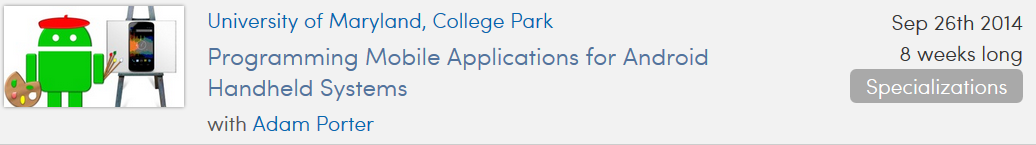 University of Maryland, College Park
Programming Mobile Applications for Android
Handheld Systems
with Adam Porter
Sep 26th 2014
8 weeks long
Specializations